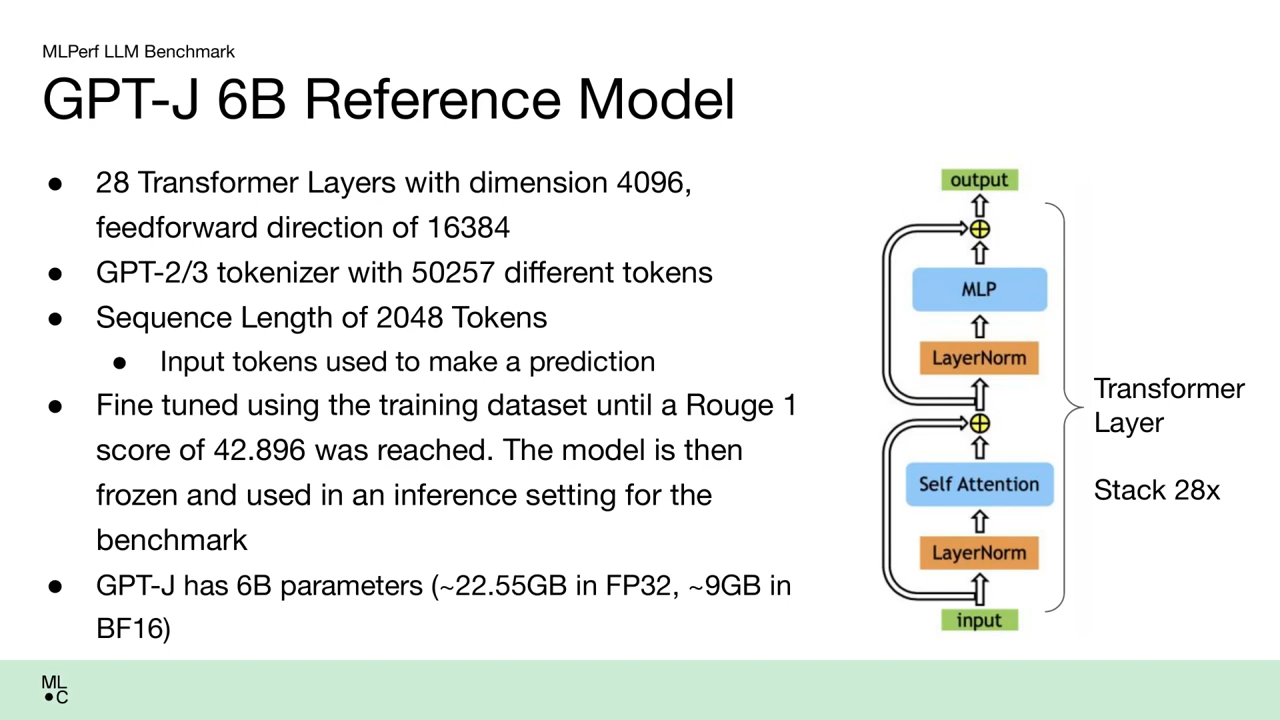 MLPerf LLM Benchmark
GPT-J 6B Reference Model
● 28 Transformer Layers with dimension 4096,
feedforward direction of 16384
● GPT-2/3 tokenizer with 50257 different tokens
● Sequence Length of 2048 Tokens
● Input tokens used to make a prediction
● Fine tuned using the training dataset until a Rouge 1
score of 42.896 was reached. The model is then
frozen and used in an inference setting for the
benchmark
● GPT-J has 6B parameters (~22.55GB in FP32, ~9GB in
BF16)
output
MLP
LayerNorm
Self Attention
LayerNorm
input
Transformer
Layer
Stack 28x
ML
C